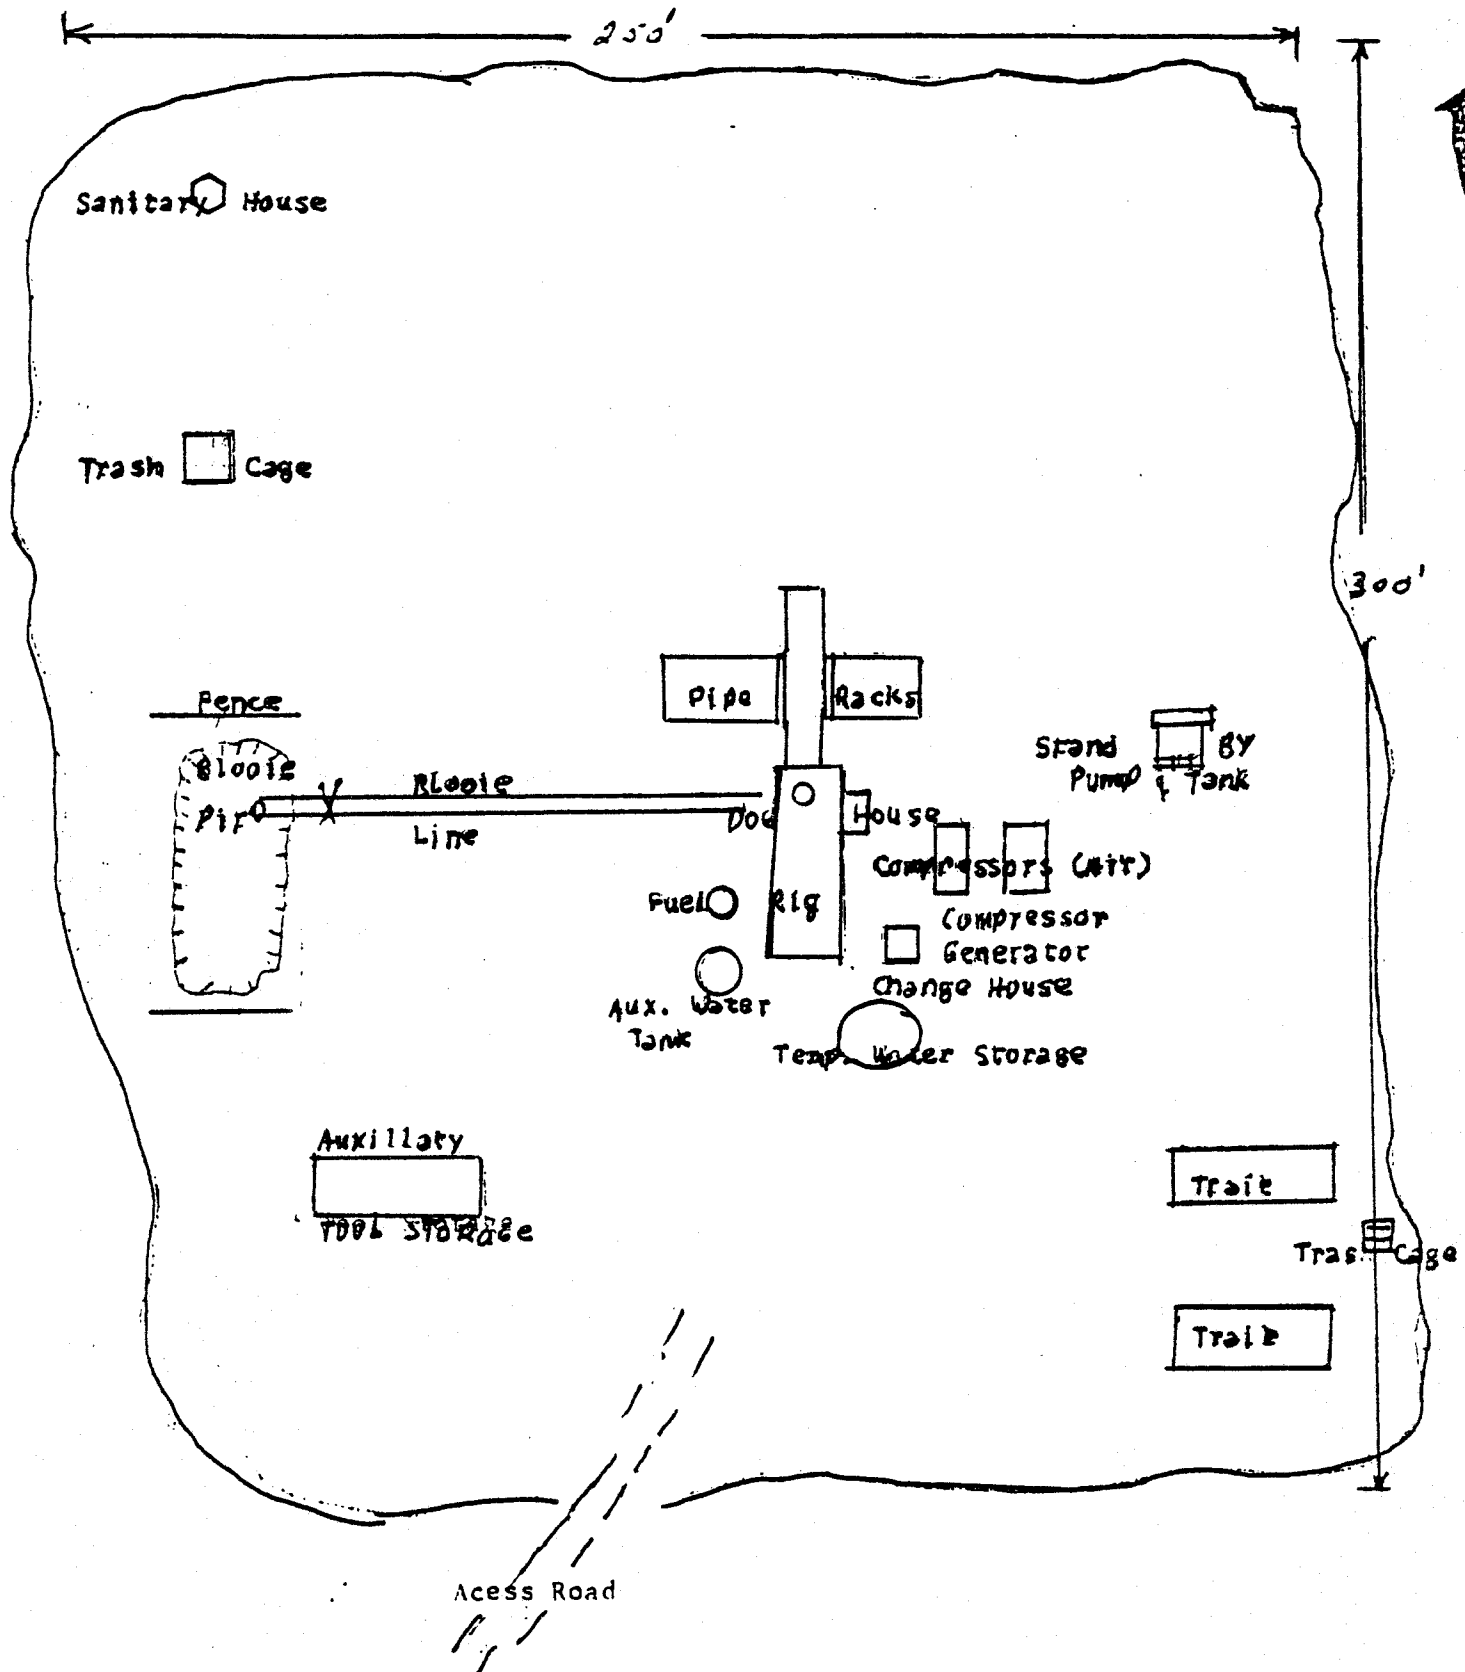 250'
Sanitary House
Trash Cage
300'
Pipe Racks
Fence
Stand By
Pump & Tank
Blooie
Pit
Blooie
Line
Dog House
Compressors (Air)
Fuel
Rig
Compressor
Generator
Change House
Aux. Water
Tank
Temp. Water Storage
Auxillary
TOOL STORAGE
Trail
Tras Cage
Trail
Acess Road